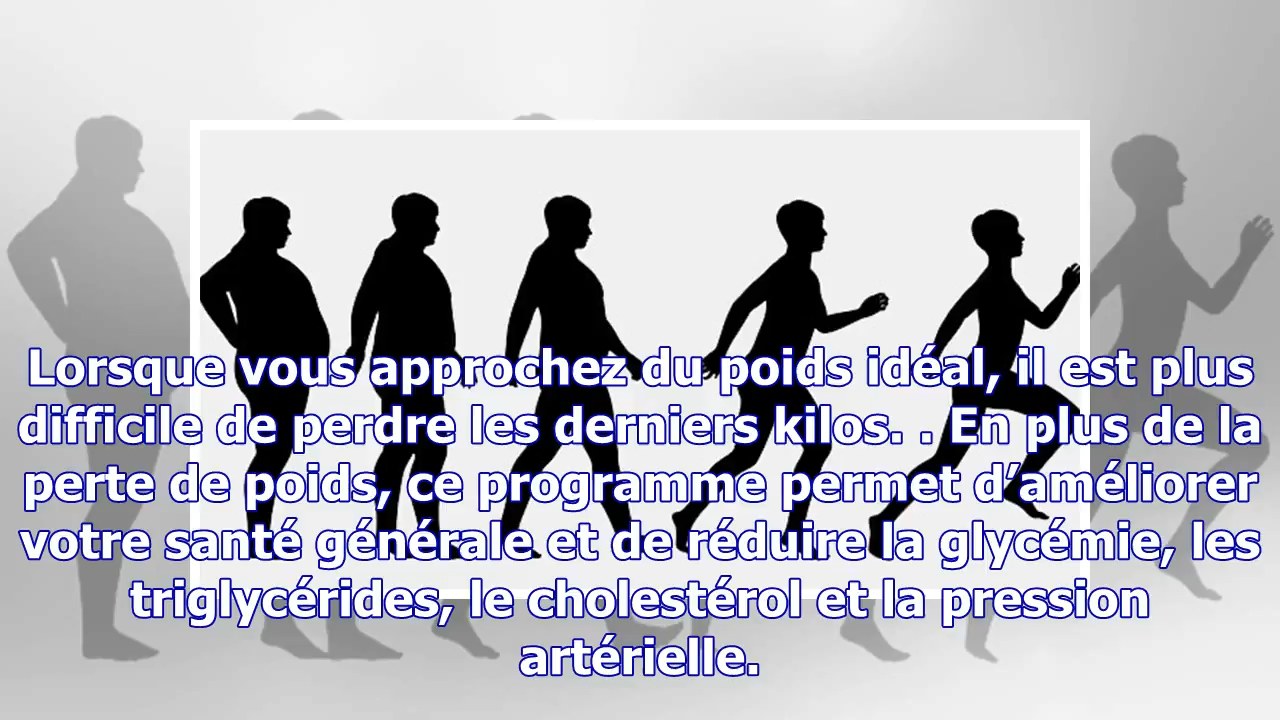 Lorsque vous approchez du poids idéal, il est plus
difficile de perdre les derniers kilos. . En plus de la
perte de poids, ce programme permet d’améliorer
votre santé générale et de réduire la glycémie, les
triglycérides, le cholestérol et la pression
artérielle.